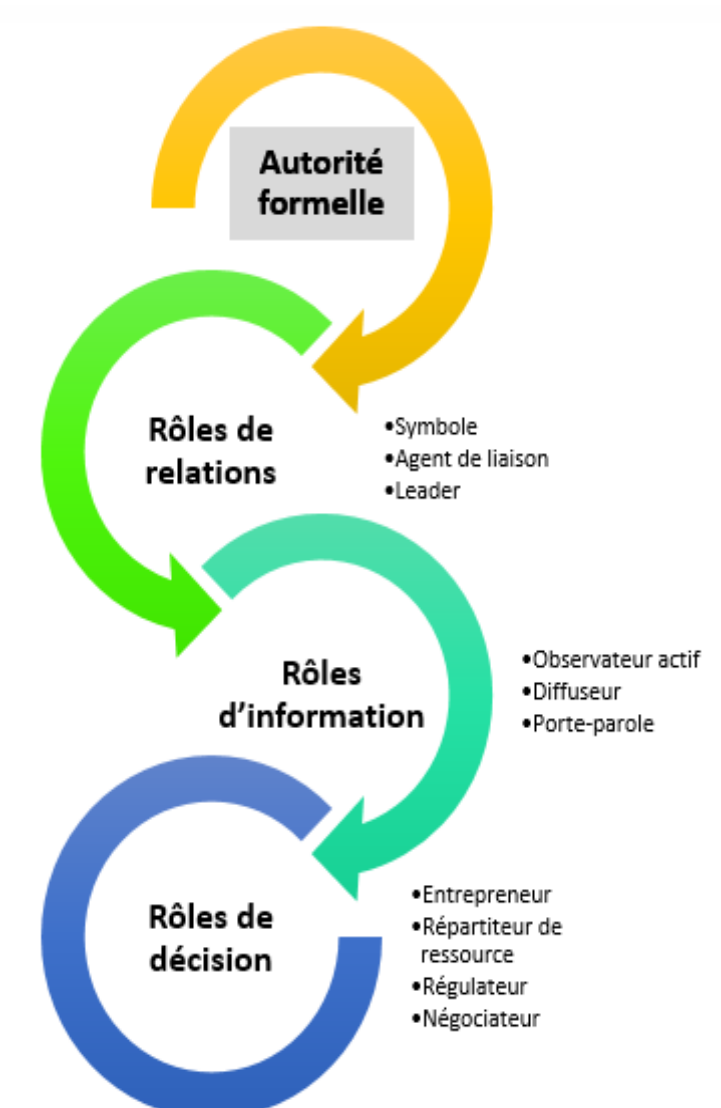 Autorité
formelle
Rôles de
relations
•Symbole
•Agent de liaison
•Leader
Rôles
d’information
•Observateur actif
•Diffuseur
•Porte-parole
Rôles de
décision
•Entrepreneur
•Répartiteur de
ressource
•Régulateur
•Négociateur